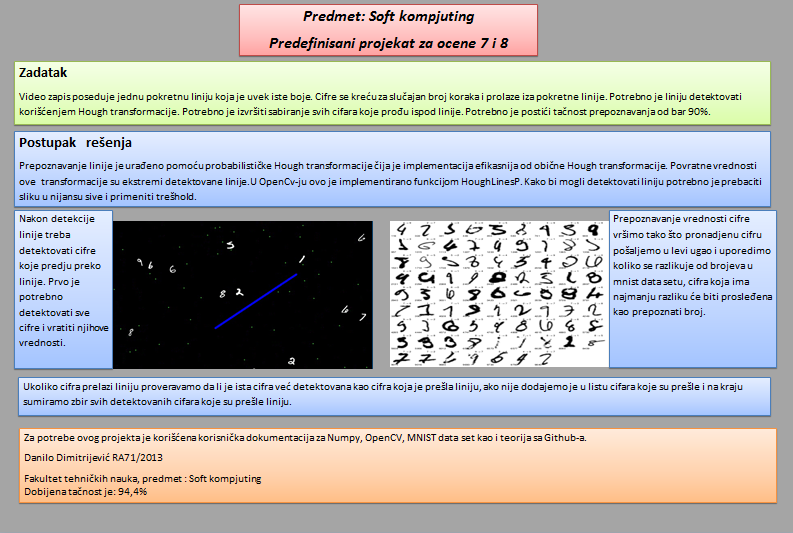 Predmet: Soft kompjuting
Predefinisani projekat za ocene 7 i 8
Zadatak
Video zapis poseduje jednu pokretnu liniju koja je uvek iste boje. Cifre se kreću za slučajan broj koraka i prolaze iza pokretne linije. Potrebno je liniju detektovati
korišćenjem Hough transformacije. Potrebno je izvršiti sabiranje svih cifara koje prođu ispod linije. Potrebno je postići tačnost prepoznavanja od bar 90%.
Postupak rešenja
Prepoznavanje linije je urađeno pomoću probabilističke Hough transformacije čija je implementacija efikasnija od obične Hough transformacije. Povratne vrednosti
ove transformacije su ekstremi detektovane linije.U OpenCv-ju ovo je implementirano funkcijom HoughLinesP. Kako bi mogli detektovati liniju potrebno je prebaciti
sliku u nijansu sive i primeniti trešhold.
Nakon detekcije
linije treba
detektovati cifre
koje predju preko
linije. Prvo je
potrebno
detektovati sve
cifre i vratiti njihove
vrednosti.
Prepoznavanje vrednosti cifre
vršimo tako što pronadjenu cifru
pošaljemo u levi ugao i uporedimo
koliko se razlikuje od brojeva u
mnist data setu, cifra koja ima
najmanju razliku će biti prosleđena
kao prepoznati broj.
Ukoliko cifra prelazi liniju proveravamo da li je ista cifra već detektovana kao cifra koja je prešla liniju, ako nije dodajemo je u listu cifara koje su prešle i na kraju
sumiramo zbir svih detektovanih cifara koje su prešle liniju.
Za potrebe ovog projekta je korišćena korisnička dokumentacija za Numpy, OpenCV, MNIST data set kao i teorija sa Github-a.
Danilo Dimitrijević RA71/2013
Fakultet tehničkih nauka, predmet : Soft kompjuting
Dobijena tačnost je: 94,4%